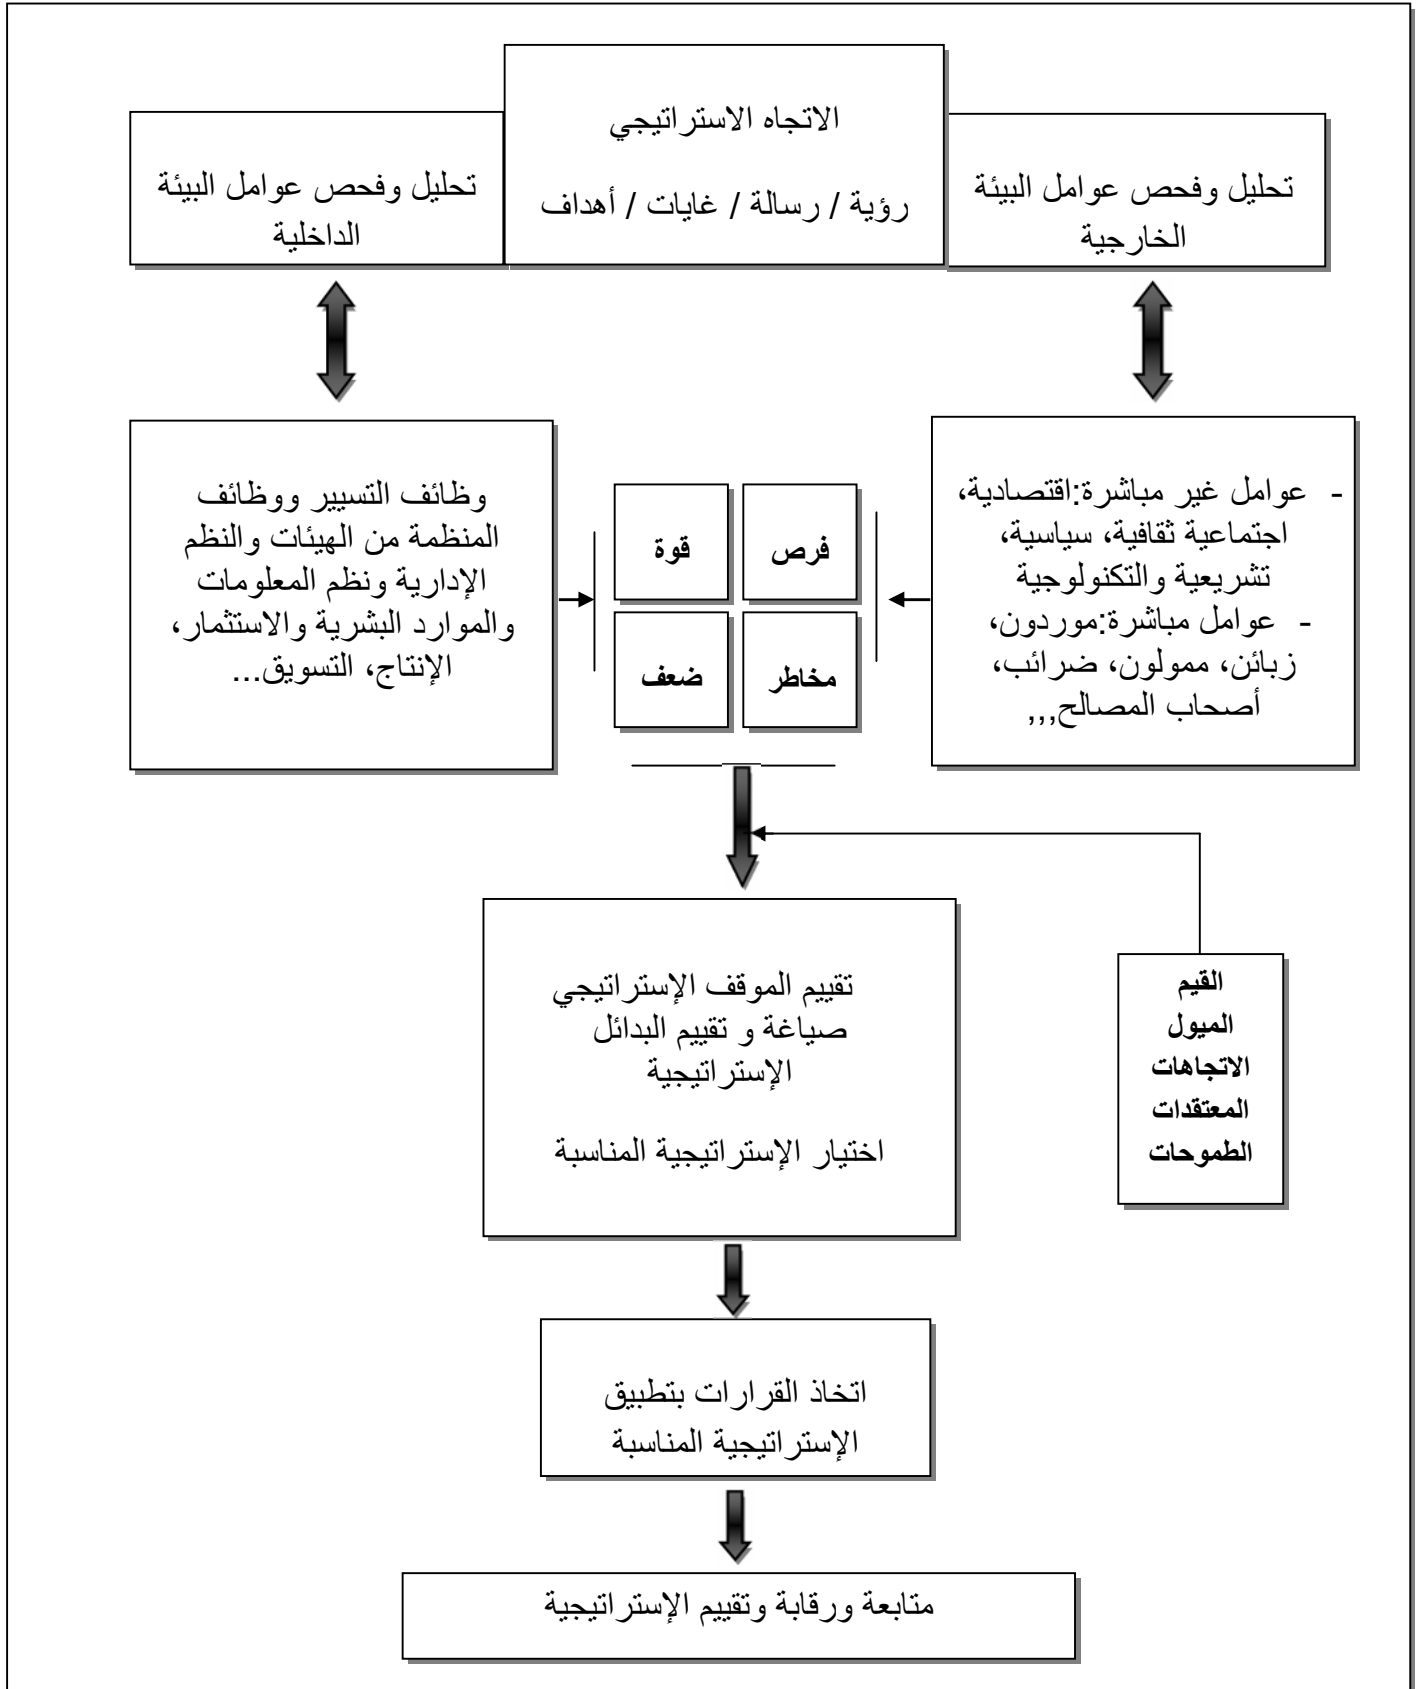 الاتجاه الاستراتيجي
رؤية / رسالة / غايات / أهداف
تحليل وفحص عوامل البيئة
الخارجية
تحليل وفحص عوامل البيئة
الداخلية
- عوامل غير مباشرة:اقتصادية،
اجتماعية ثقافية، سياسية،
تشريعية والتكنولوجية
- عوامل مباشرة:موردون،
زبائن، ممولون، ضرائب،
أصحاب المصالح,,,
فرص
قوة
مخاطر
ضعف
وظائف التسيير ووظائف
المنظمة من الهيئات والنظم
الإدارية ونظم المعلومات
والموارد البشرية والاستثمار،
الإنتاج، التسويق...
تقييم الموقف الإستراتيجي
صياغة و تقييم البدائل
الإستراتيجية
اختيار الإستراتيجية المناسبة
القيم
الميول
الاتجاهات
المعتقدات
الطموحات
اتخاذ القرارات بتطبيق
الإستراتيجية المناسبة
متابعة ورقابة وتقييم الإستراتيجية